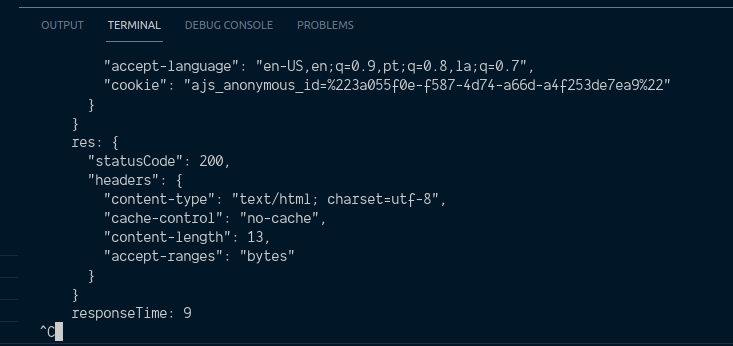 OUTPUT TERMINAL DEBUG CONSOLE PROBLEMS
"accept-language": "en-US,en;q=0.9,pt;q=0.8,la;q=0.7",
"cookie": "ajs_anonymous_id=%223a055f0e-f587-4d74-a66d-a4f253de7ea9%22"
}
}
res: {
"statusCode": 200,
"headers": {
"content-type": "text/html; charset=utf-8",
"cache-control": "no-cache",
"content-length": 13,
"accept-ranges": "bytes"
}
}
responseTime: 9
^C